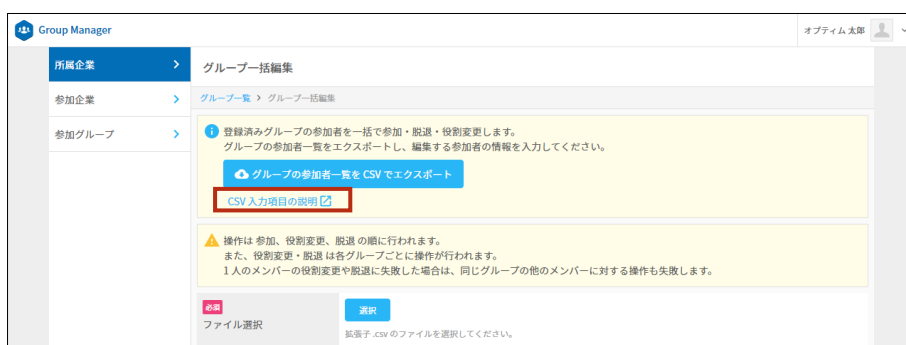 Group Manager
オプティム 太郎
所属企業
参加企業
参加グループ
グループ一括編集
グループ一覧 > グループ一括編集
登録済みグループの参加者を一括で参加・脱退・役割変更します。
グループの参加者一覧をエクスポートし、編集する参加者の情報を入力してください。
グループの参加者一覧を CSV でエクスポート
CSV 入力項目の説明
操作は 参加、役割変更、脱退 の順に行われます。
また、役割変更・脱退 は各グループごとに操作が行われます。
1 人のメンバーの役割変更や脱退に失敗した場合は、同じグループの他のメンバーに対する操作も失敗します。
必須
ファイル選択
選択
拡張子 .csv のファイルを選択してください。